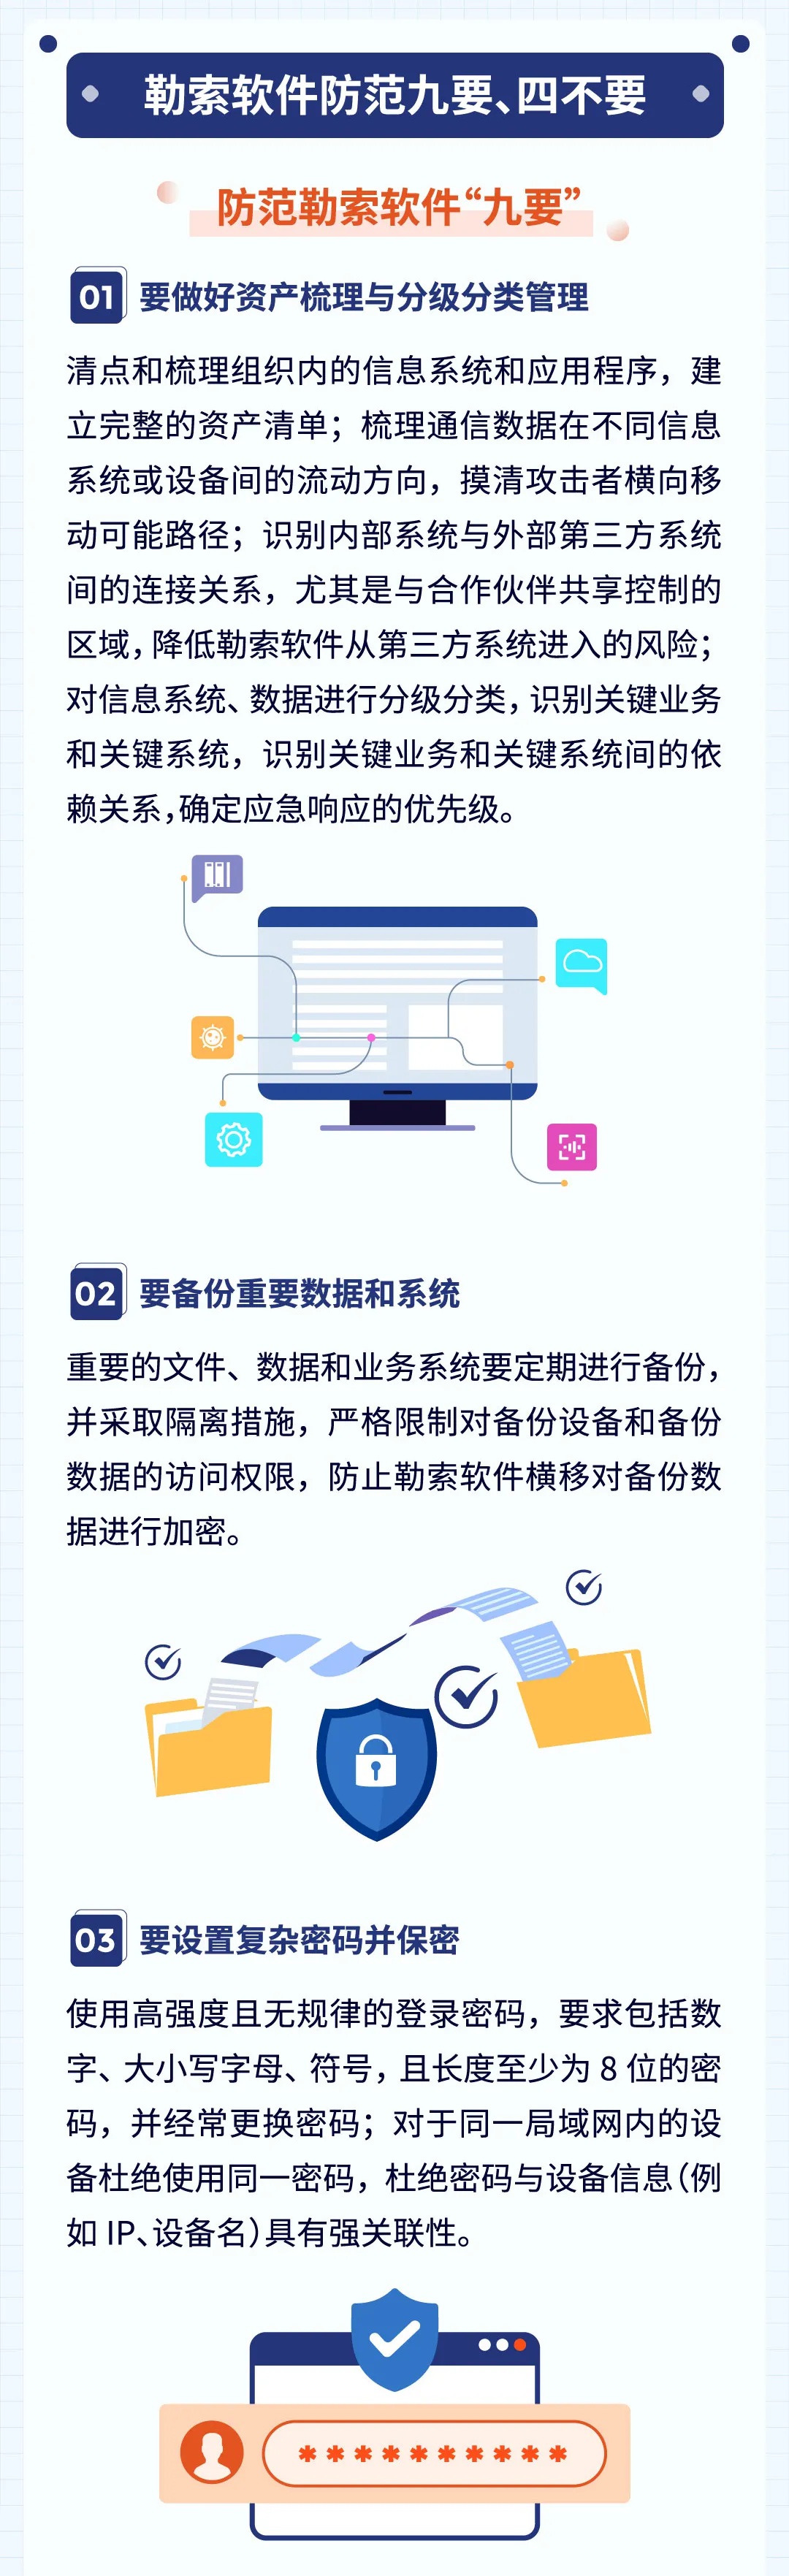 勒索软件防范九要、四不要
防范勒索软件“九要”
01 要做好资产梳理与分级分类管理
清点和梳理组织内的信息系统和应用程序，建
立完整的资产清单；梳理通信数据在不同信息
系统或设备间的流动方向，摸清攻击者横向移
动可能路径；识别内部系统与外部第三方系统
间的连接关系，尤其是与合作伙伴共享控制的
区域，降低勒索软件从第三方系统进入的风险；
对信息系统、数据进行分级分类，识别关键业务
和关键系统，识别关键业务和关键系统间的依
赖关系，确定应急响应的优先级。
02 要备份重要数据和系统
重要的文件、数据和业务系统要定期进行备份，
并采取隔离措施，严格限制对备份设备和备份
数据的访问权限，防止勒索软件横移对备份数
据进行加密。
03 要设置复杂密码并保密
使用高强度且无规律的登录密码，要求包括数
字、大小写字母、符号，且长度至少为 8 位的密
码，并经常更换密码；对于同一局域网内的设
备杜绝使用同一密码，杜绝密码与设备信息（例
如 IP、设备名）具有强关联性。
**********